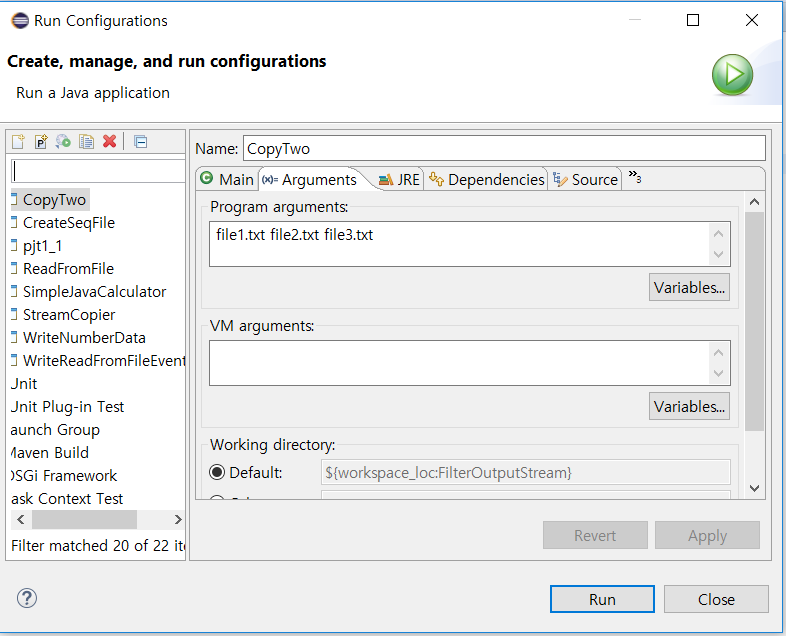 Run Configurations
Create, manage, and run configurations
Run a Java application
Name: CopyTwo
Main (x)= Arguments JRE Dependencies Source »3
CopyTwo
CreateSeqFile
pjt1_1
ReadFromFile
SimpleJavaCalculator
StreamCopier
WriteNumberData
WriteReadFromFileEvent
Unit
Unit Plug-in Test
aunch Group
Maven Build
OSGi Framework
ask Context Test
Filter matched 20 of 22 ite
Program arguments:
file1.txt file2.txt file3.txt
Variables...
VM arguments:
Variables...
Working directory:
Default: ${workspace_loc:FilterOutputStream}
Revert Apply
? Run Close